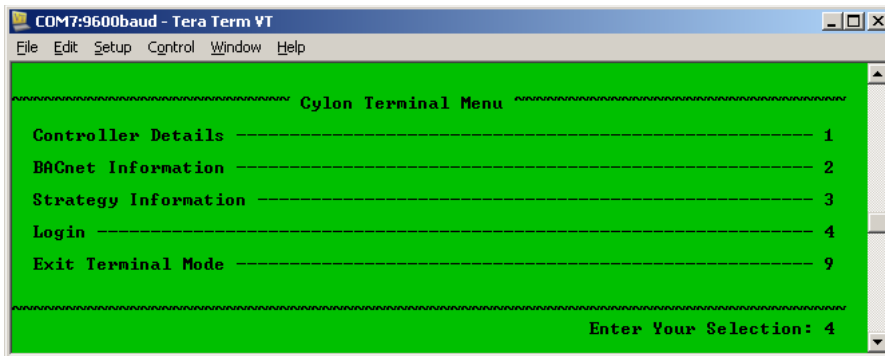 COM7:9600baud - Tera Term VT
File Edit Setup Control Window Help
Cylon Terminal Menu
Controller Details ------------------------------------------------------- 1
BACnet Information ------------------------------------------------------- 2
Strategy Information ----------------------------------------------------- 3
Login -------------------------------------------------------------------- 4
Exit Terminal Mode ------------------------------------------------------- 9
Enter Your Selection: 4